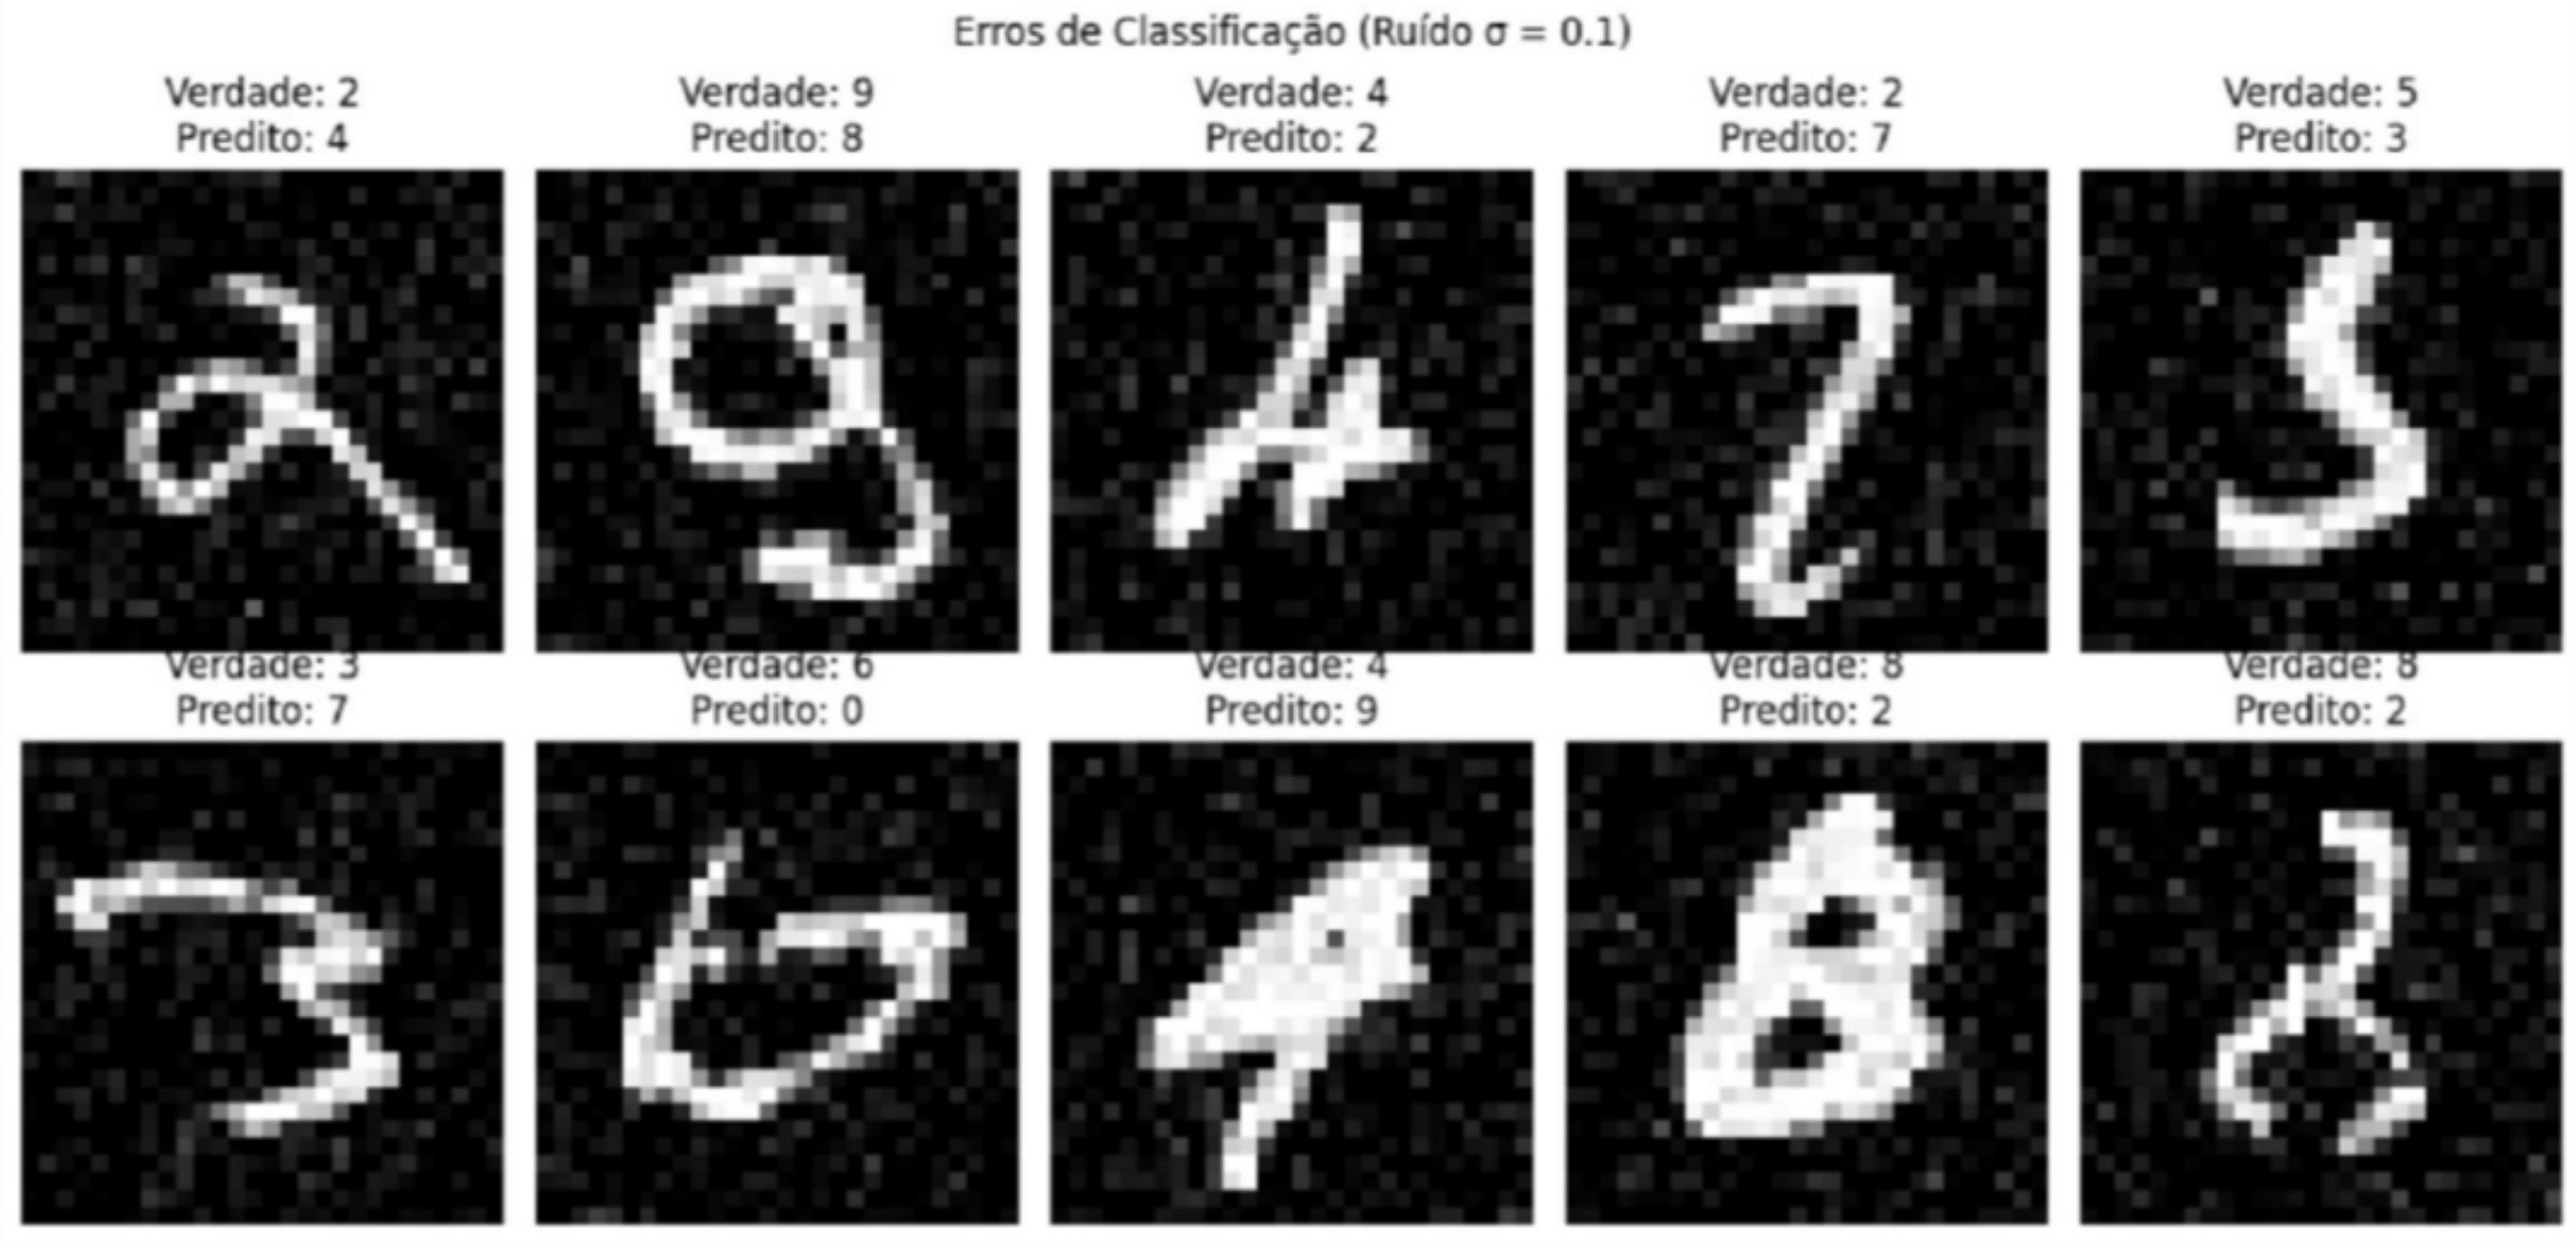 Erros de Classificação (Ruído σ = 0.1)
Verdade: 2
Predito: 4
Verdade: 9
Predito: 8
Verdade: 4
Predito: 2
Verdade: 2
Predito: 7
Verdade: 5
Predito: 3
Verdade: 3
Predito: 7
Verdade: 6
Predito: 0
Verdade: 4
Predito: 9
Verdade: 8
Predito: 2
Verdade: 8
Predito: 2